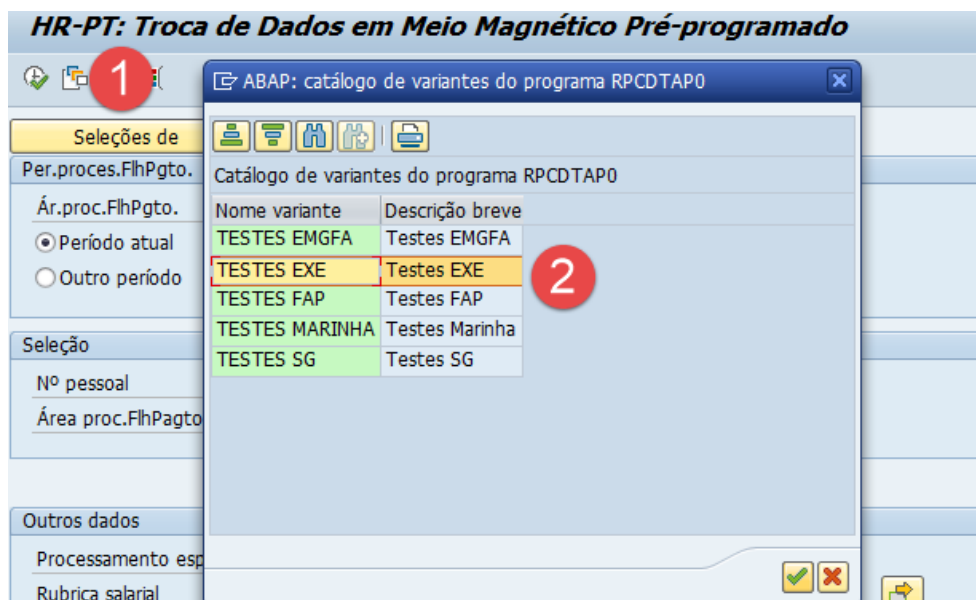 HR-PT: Troca de Dados em Meio Magnético Pré-programado
1
ABAP: catálogo de variantes do programa RPCDTAP0
Seleções de
Per.proces.FlhPgto.
Catálogo de variantes do programa RPCDTAP0
Ár.proc.FlhPgto.
Nome variante Descrição breve
Período atual
TESTES EMGFA Testes EMGFA
TESTES EXE Testes EXE
2
Outro período
TESTES FAP Testes FAP
TESTES MARINHA Testes Marinha
Seleção
TESTES SG Testes SG
Nº pessoal
Área proc.FlhPagto
Outros dados
Processamento esp
Rubrica salarial